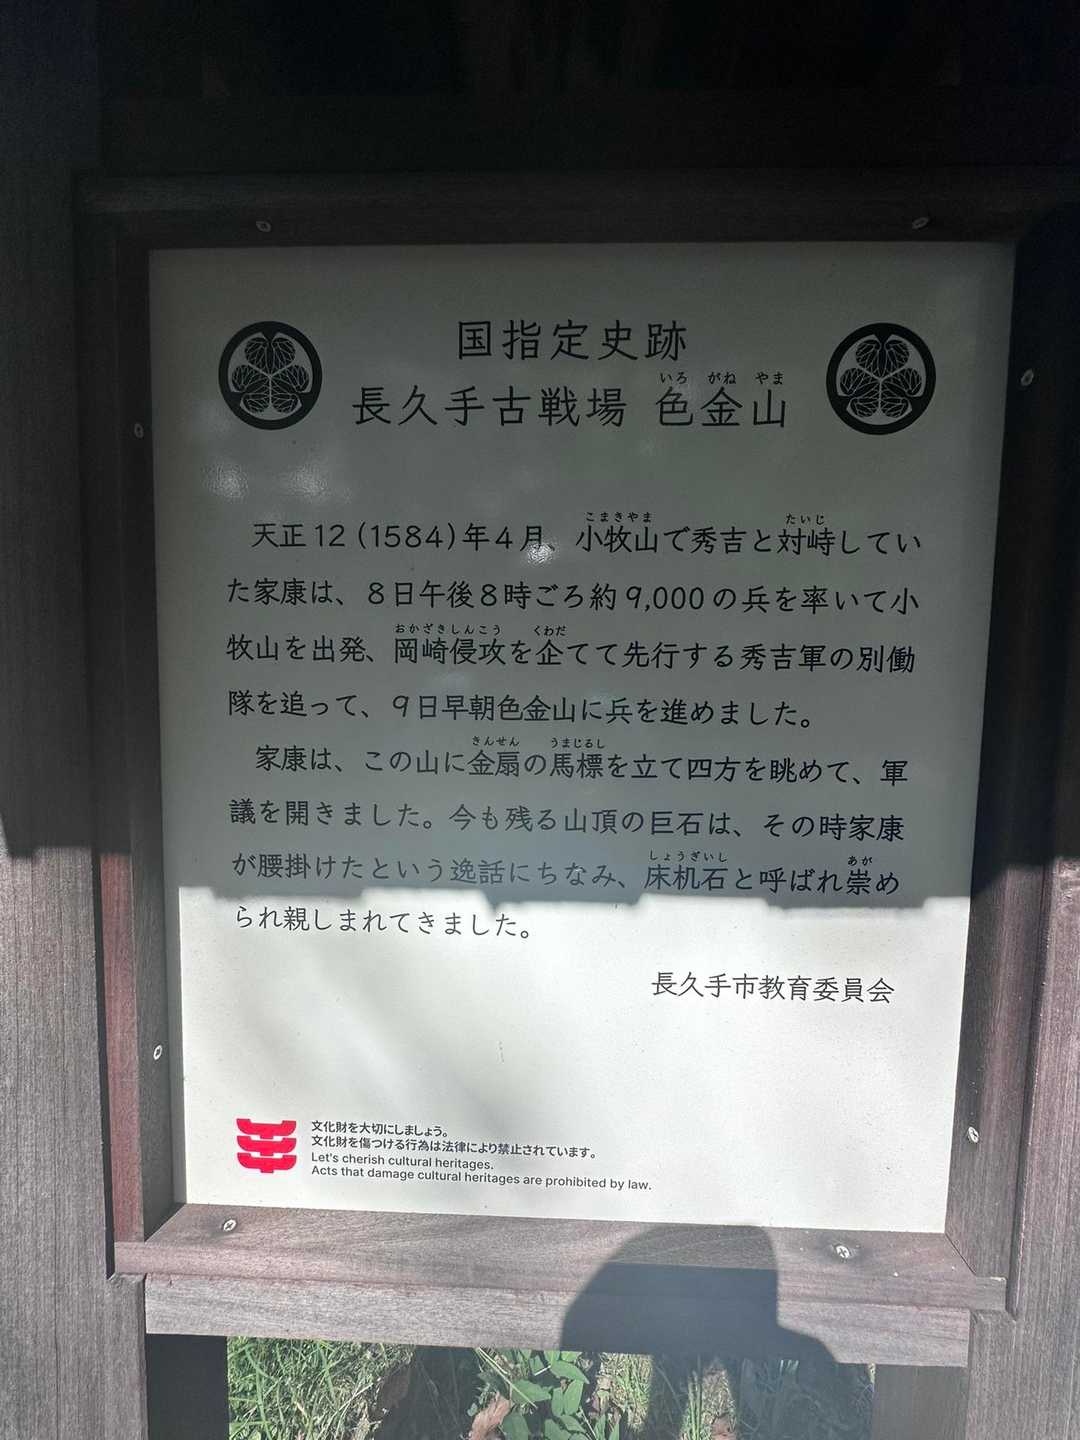 国指定史跡
長久手古戦場 色金山
いろ がね やま
天正12(1584)年4月、小牧山で秀吉と対峙してい
こまきやま たいじ
た家康は、8日午後8時ごろ約9,000の兵を率いて小
牧山を出発、岡崎侵攻を企てて先行する秀吉軍の別働
おかざきしんこう くわだ
隊を追って、9日早朝色金山に兵を進めました。
家康は、この山に金扇の馬標を立て四方を眺めて、軍
きんせん うまじるし
議を開きました。今も残る山頂の巨石は、その時家康
が腰掛けたという逸話にちなみ、床机石と呼ばれ崇め
しょうぎいし あが
られ親しまれてきました。
長久手市教育委員会
文化財を大切にしましょう。
文化財を傷つける行為は法律により禁止されています。
Let's cherish cultural heritages.
Acts that damage cultural heritages are prohibited by law.